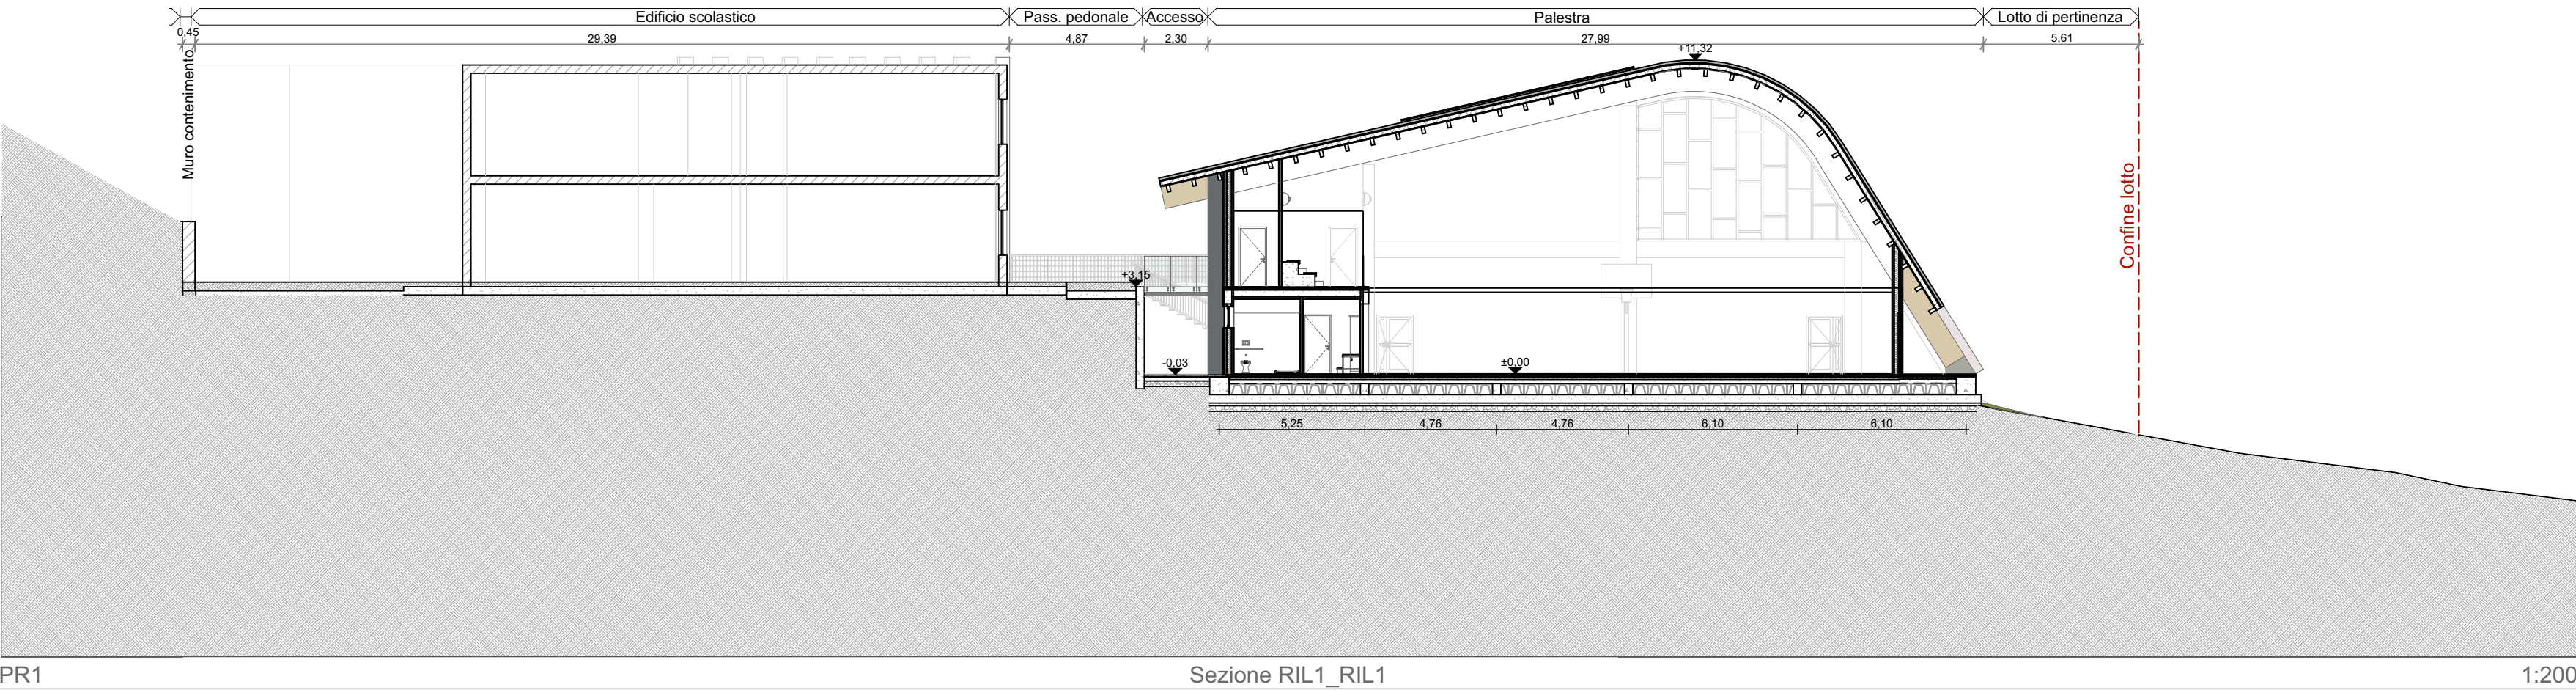 Edificio scolastico
Pass. pedonale
Accesso
Palestra
Lotto di pertinenza
0,45
29,39
4,87
2,30
27,99
5,61
+11,32
Muro contenimento
Confine lotto
+3,15
-0,03
±0,00
5,25
4,76
4,76
6,10
6,10
PR1
Sezione RIL1_RIL1
1:200